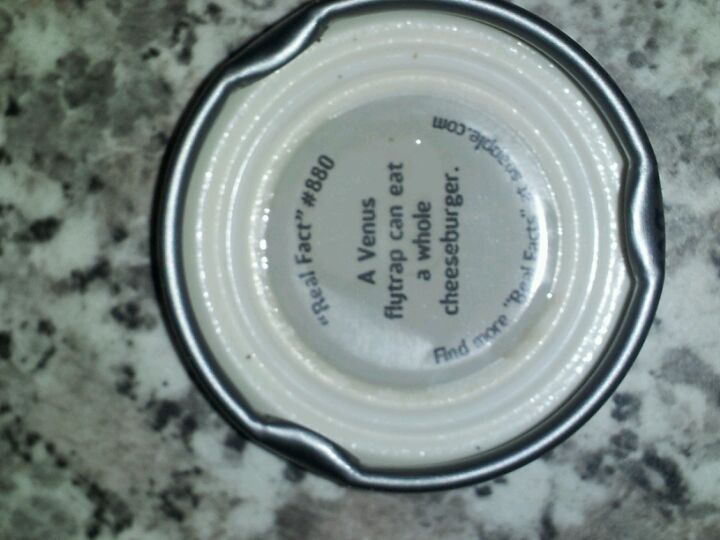 "Real Fact" #880
A Venus
flytrap can eat
a whole
cheeseburger.
Find more "Real Facts" at snapple.com